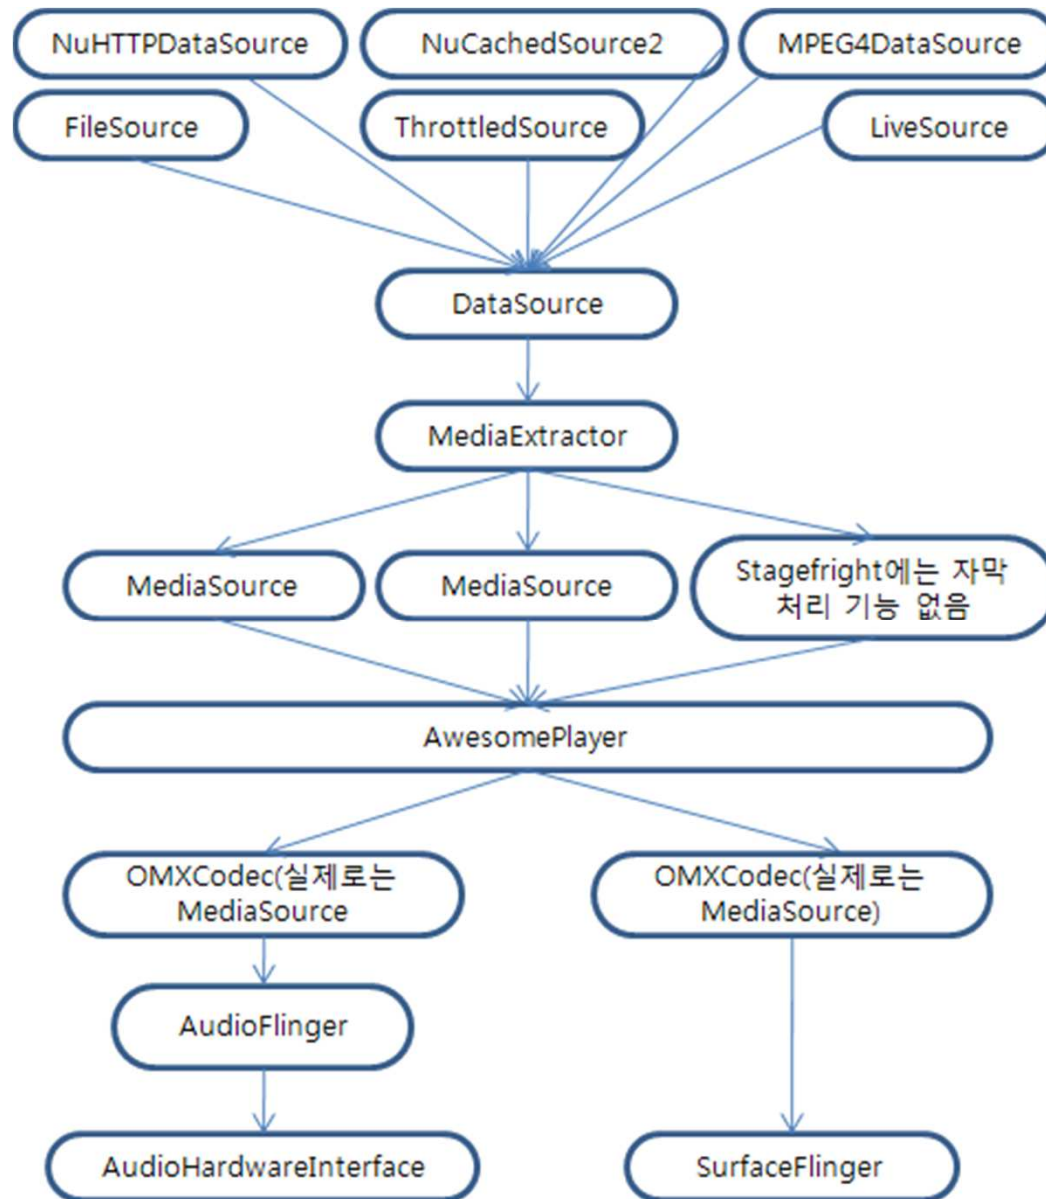 NuHTTPDataSource
NuCachedSource2
MPEG4DataSource
FileSource
ThrottledSource
LiveSource
DataSource
MediaExtractor
MediaSource
MediaSource
Stagefright에는 자막
처리 기능 없음
AwesomePlayer
OMXCodec(실제로는
MediaSource
OMXCodec(실제로는
MediaSource)
AudioFlinger
AudioHardwareInterface
SurfaceFlinger